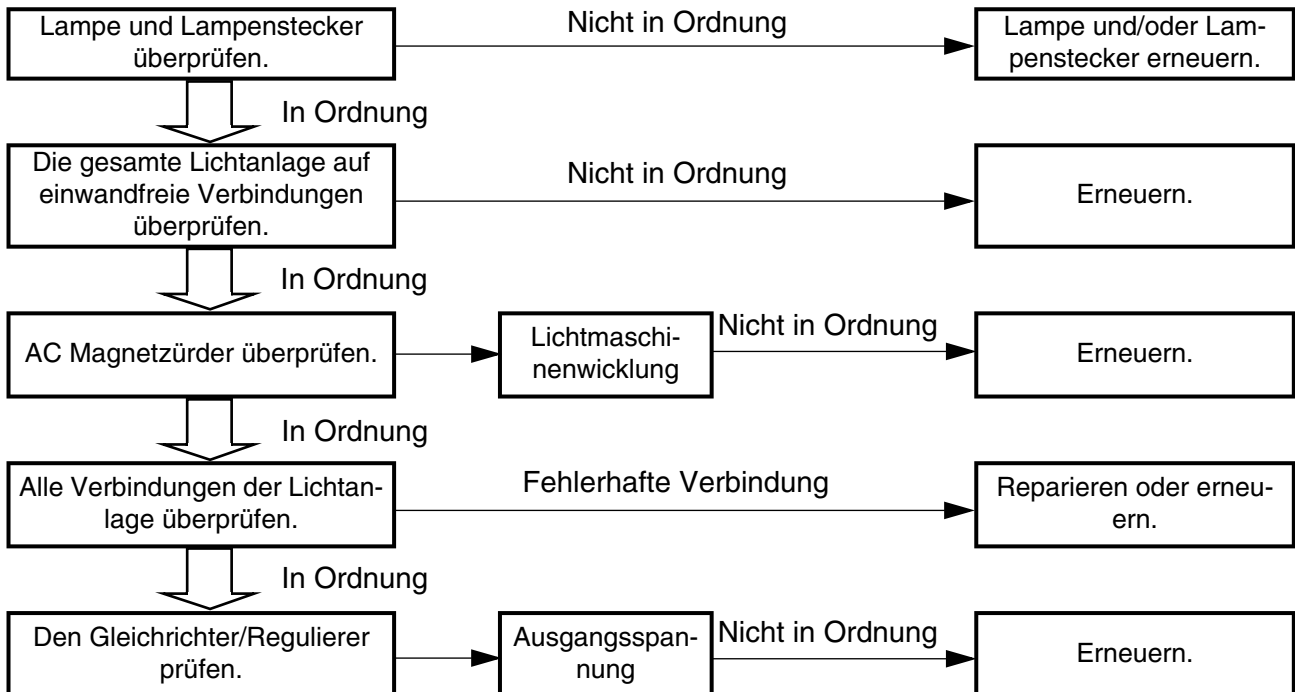 Lampe und Lampenstecker
überprüfen.
Nicht in Ordnung
Lampe und/oder Lam-
penstecker erneuern.
In Ordnung
Die gesamte Lichtanlage auf
einwandfreie Verbindungen
überprüfen.
Nicht in Ordnung
Erneuern.
In Ordnung
AC Magnetzürder überprüfen.
Lichtmaschi-
nenwicklung
Nicht in Ordnung
Erneuern.
In Ordnung
Alle Verbindungen der Lichtan-
lage überprüfen.
Fehlerhafte Verbindung
Reparieren oder erneu-
ern.
In Ordnung
Den Gleichrichter/Regulierer
prüfen.
Ausgangsspan-
nung
Nicht in Ordnung
Erneuern.